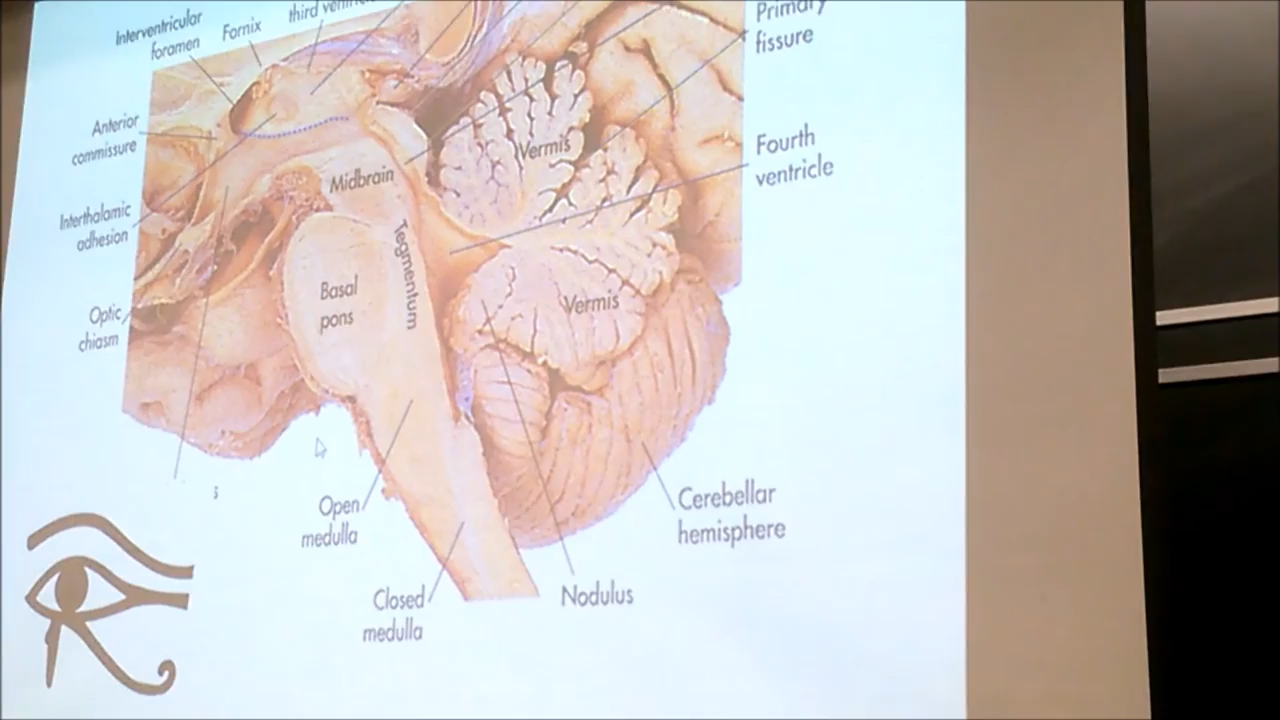 Interventricular
foramen
Fornix
third
Primary
fissure
Anterior
commissure
Vermis
Fourth
ventricle
Midbrain
Interthalamic
adhesion
Tegmentum
Basal
pons
Vermis
Optic
chiasm
s
Open
medulla
Cerebellar
hemisphere
Closed
medulla
Nodulus